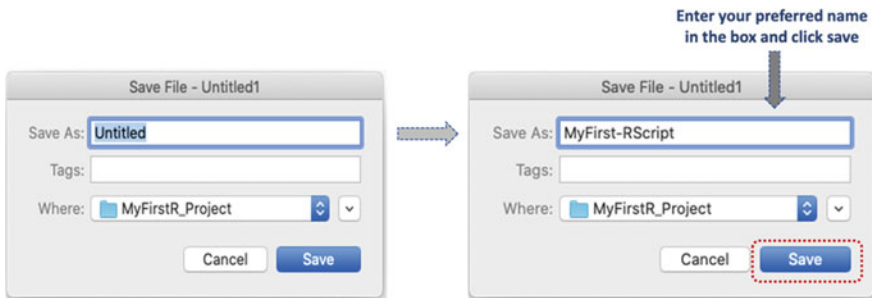 Enter your preferred name
in the box and click save
Save File - Untitled1
Save As: Untitled
Tags:
Where: MyFirstR_Project
Cancel Save
Save File - Untitled1
Save As: MyFirst-RScript
Tags:
Where: MyFirstR_Project
Cancel Save